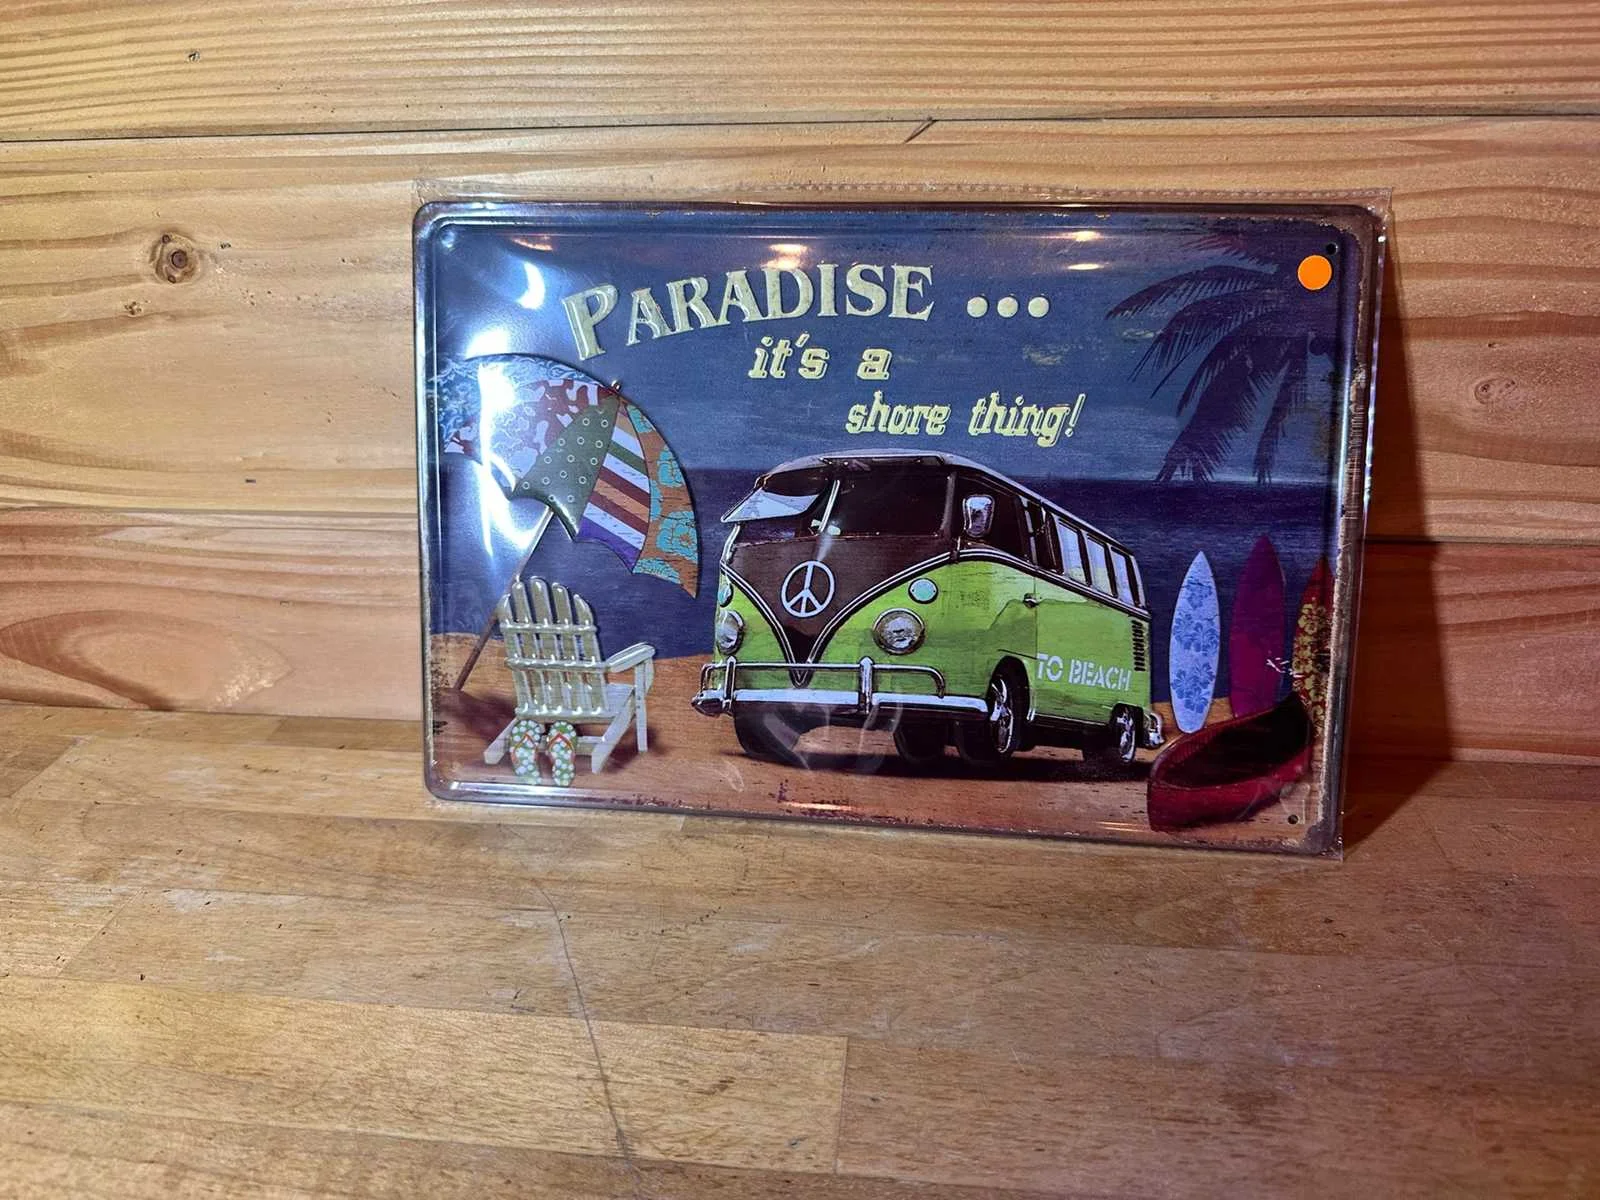 PARADISE ...
it's a
shore thing!
TO BEACH